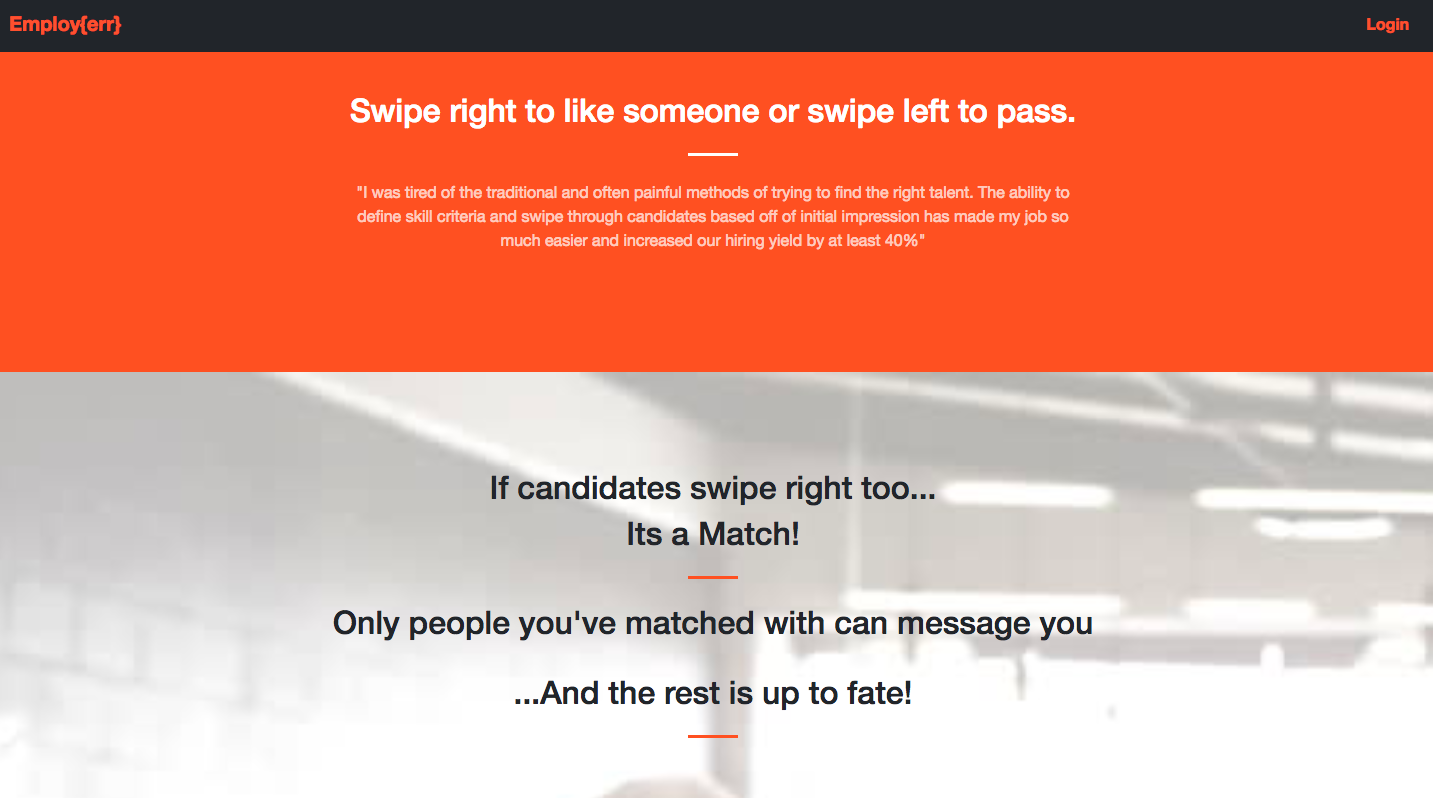 Employ{err}
Login
Swipe right to like someone or swipe left to pass.
"I was tired of the traditional and often painful methods of trying to find the right talent. The ability to
define skill criteria and swipe through candidates based off of initial impression has made my job so
much easier and increased our hiring yield by at least 40%"
If candidates swipe right too...
Its a Match!
Only people you've matched with can message you
...And the rest is up to fate!